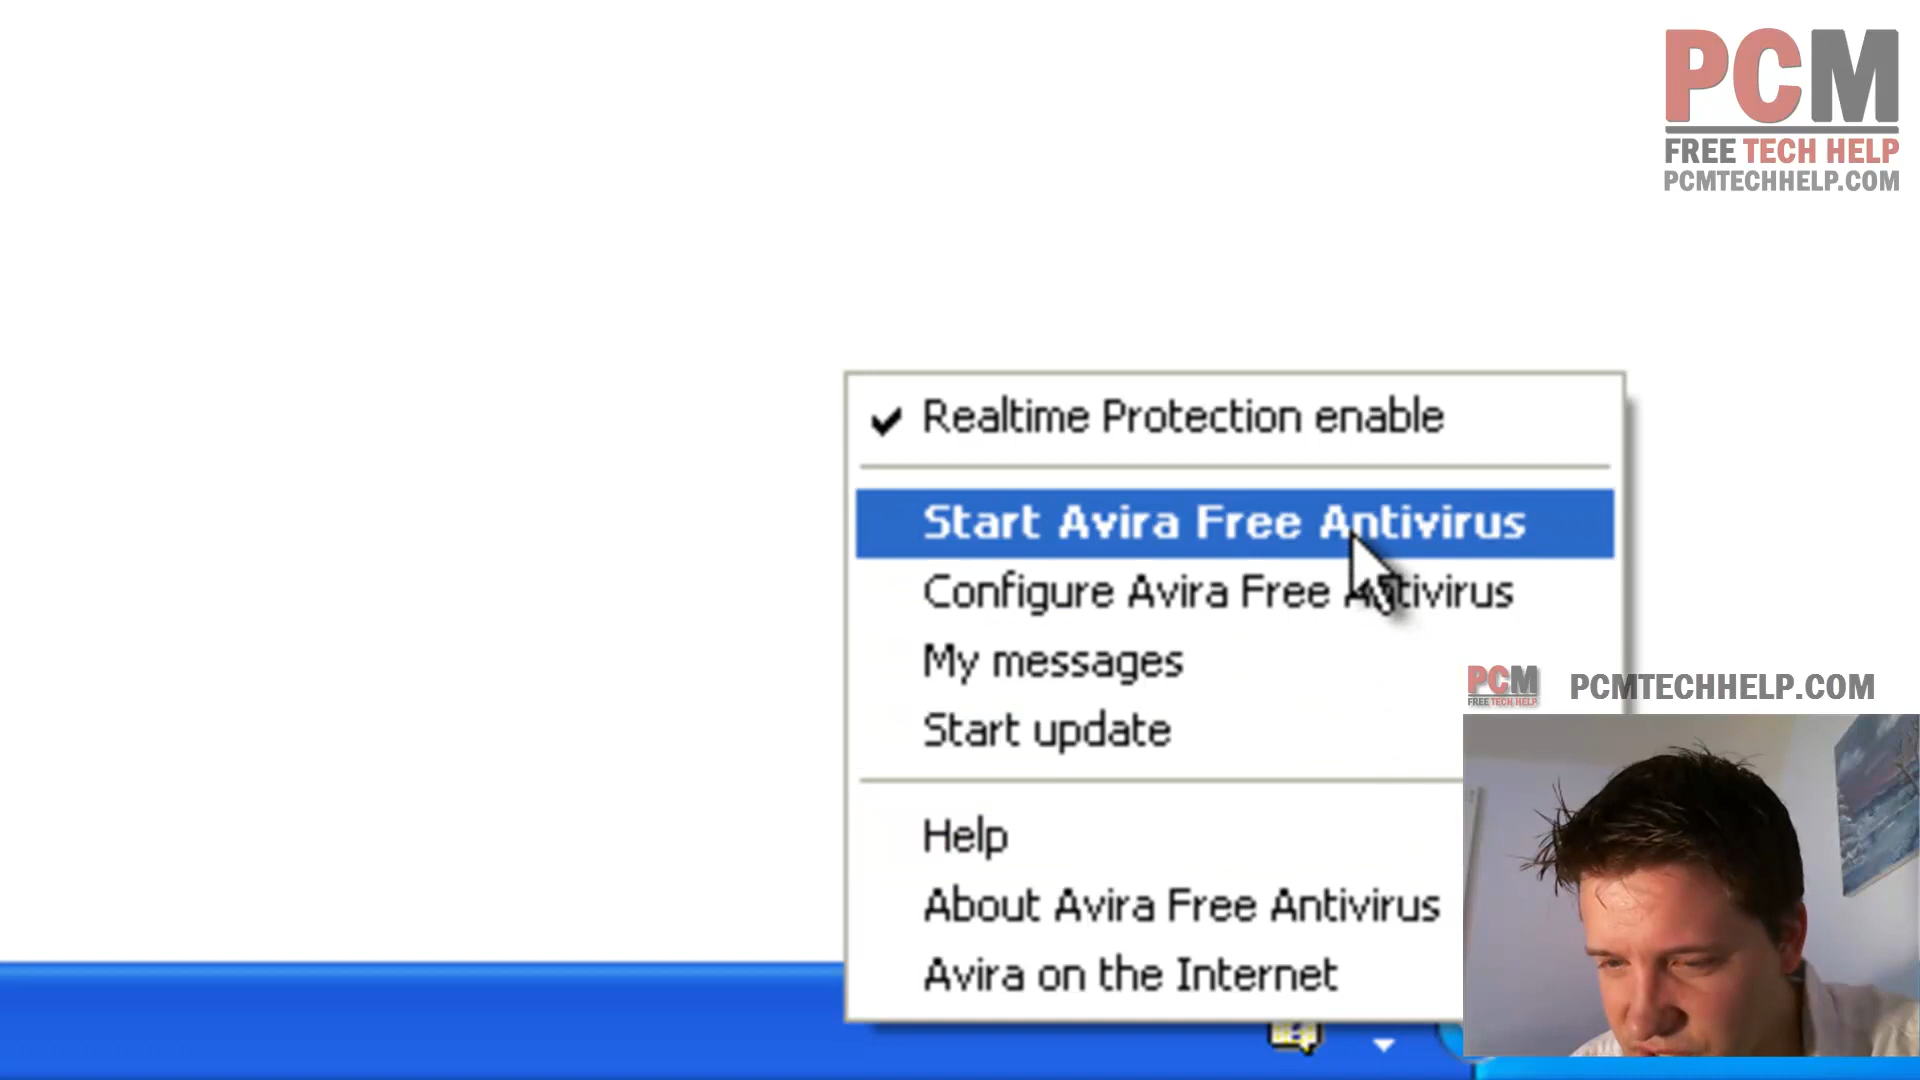 PCM
FREE TECH HELP
PCMTECHHELP.COM
Realtime Protection enable
Start Avira Free Antivirus
Configure Avira Free Antivirus
My messages
Start update
Help
About Avira Free Antivirus
Avira on the Internet
PCM
FREE TECH HELP
PCMTECHHELP.COM